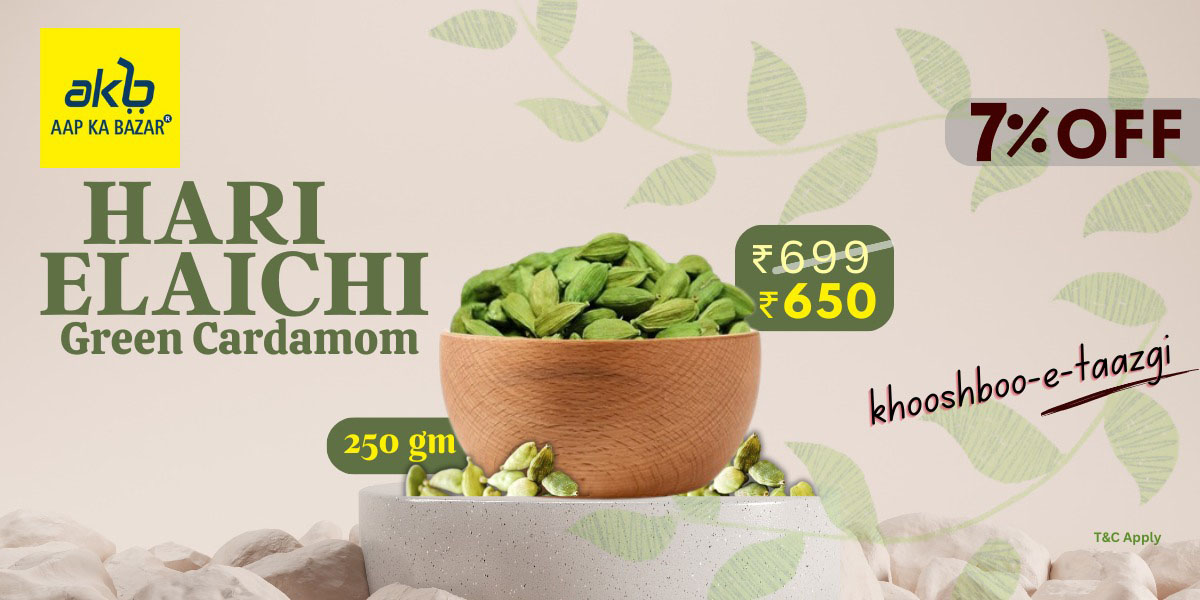 akb
AAP KA BAZAR®
7% OFF
HARI
ELAICHI
Green Cardamom
₹699
₹650
khooshboo-e-taazgi
250 gm
T&C Apply